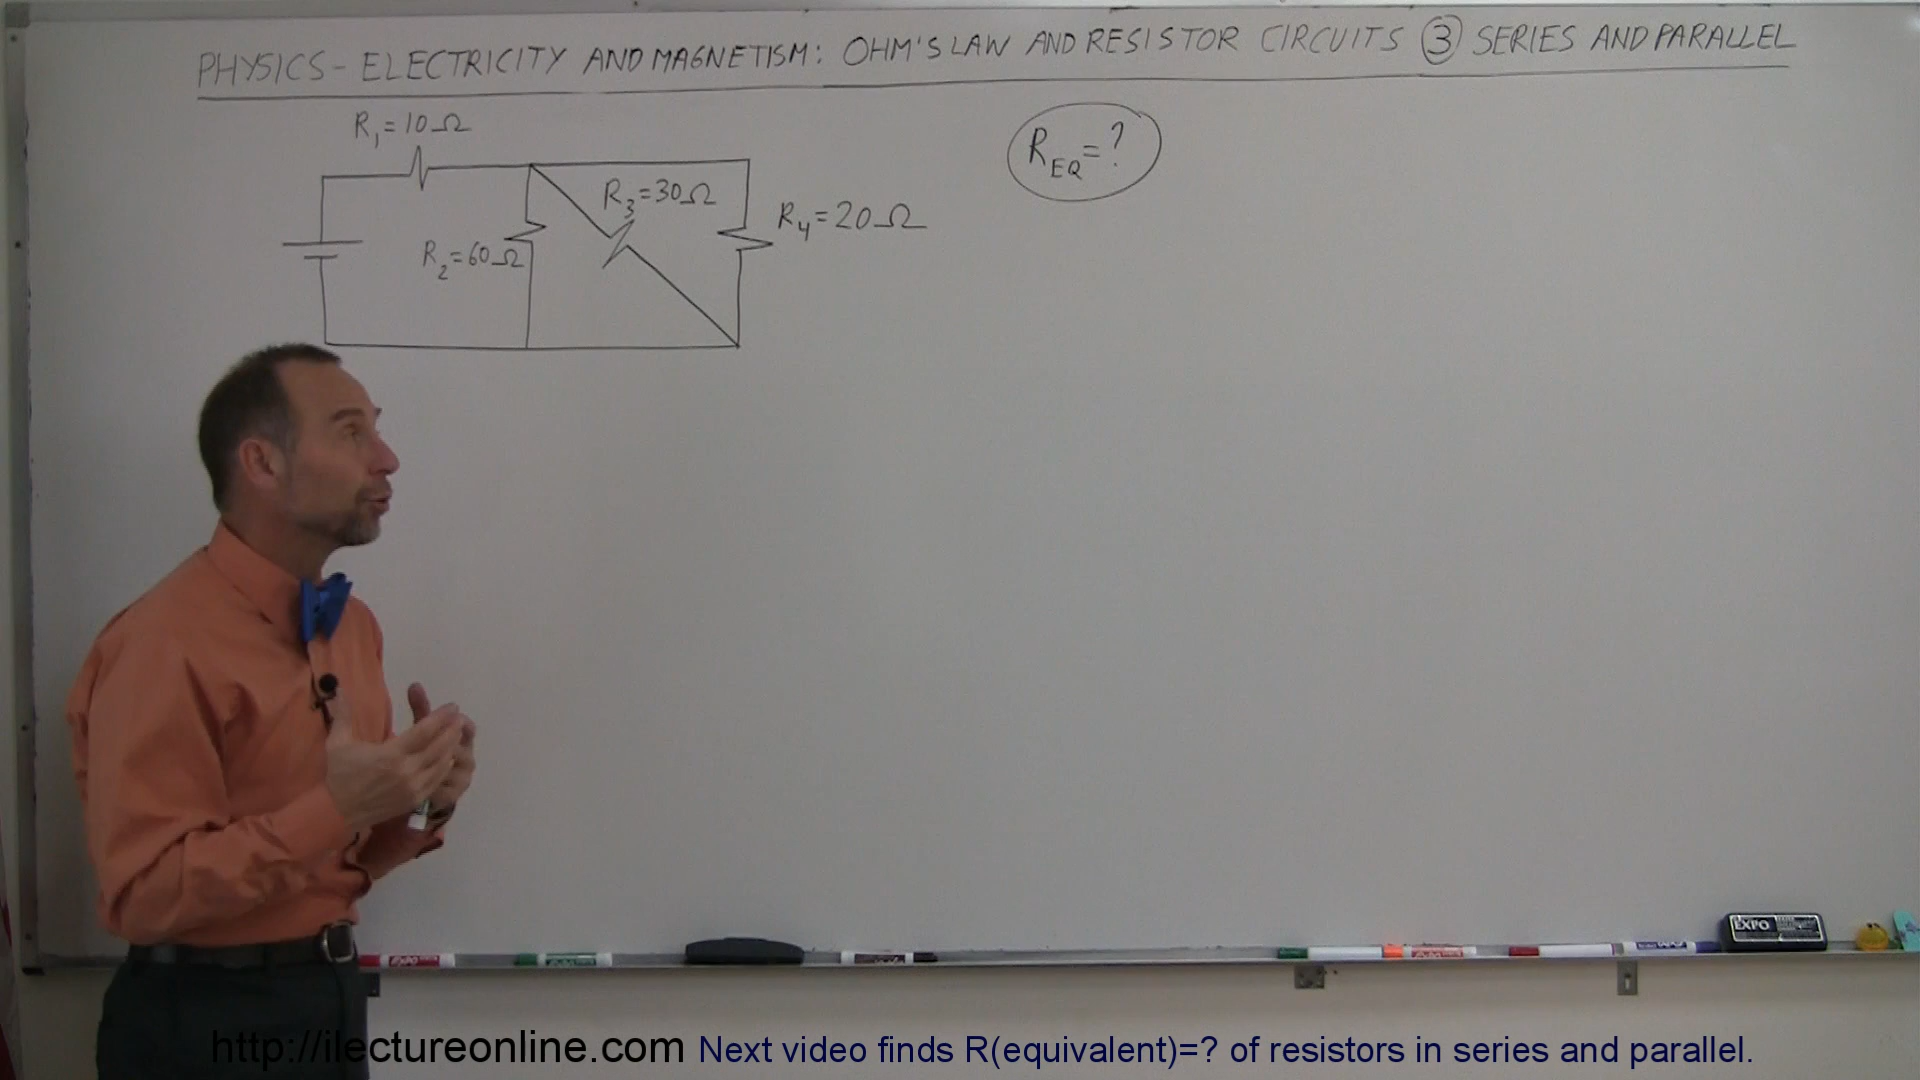 PHYSICS - ELECTRICITY AND MAGNETISM: OHM'S LAW AND RESISTOR CIRCUITS ③ SERIES AND PARALLEL
R₁ = 10 Ω
R_EQ = ?
R₃ = 30 Ω
R₄ = 20 Ω
R₂ = 60 Ω
EXPO
EXPO
http://ilectureonline.com Next video finds R(equivalent)=? of resistors in series and parallel.